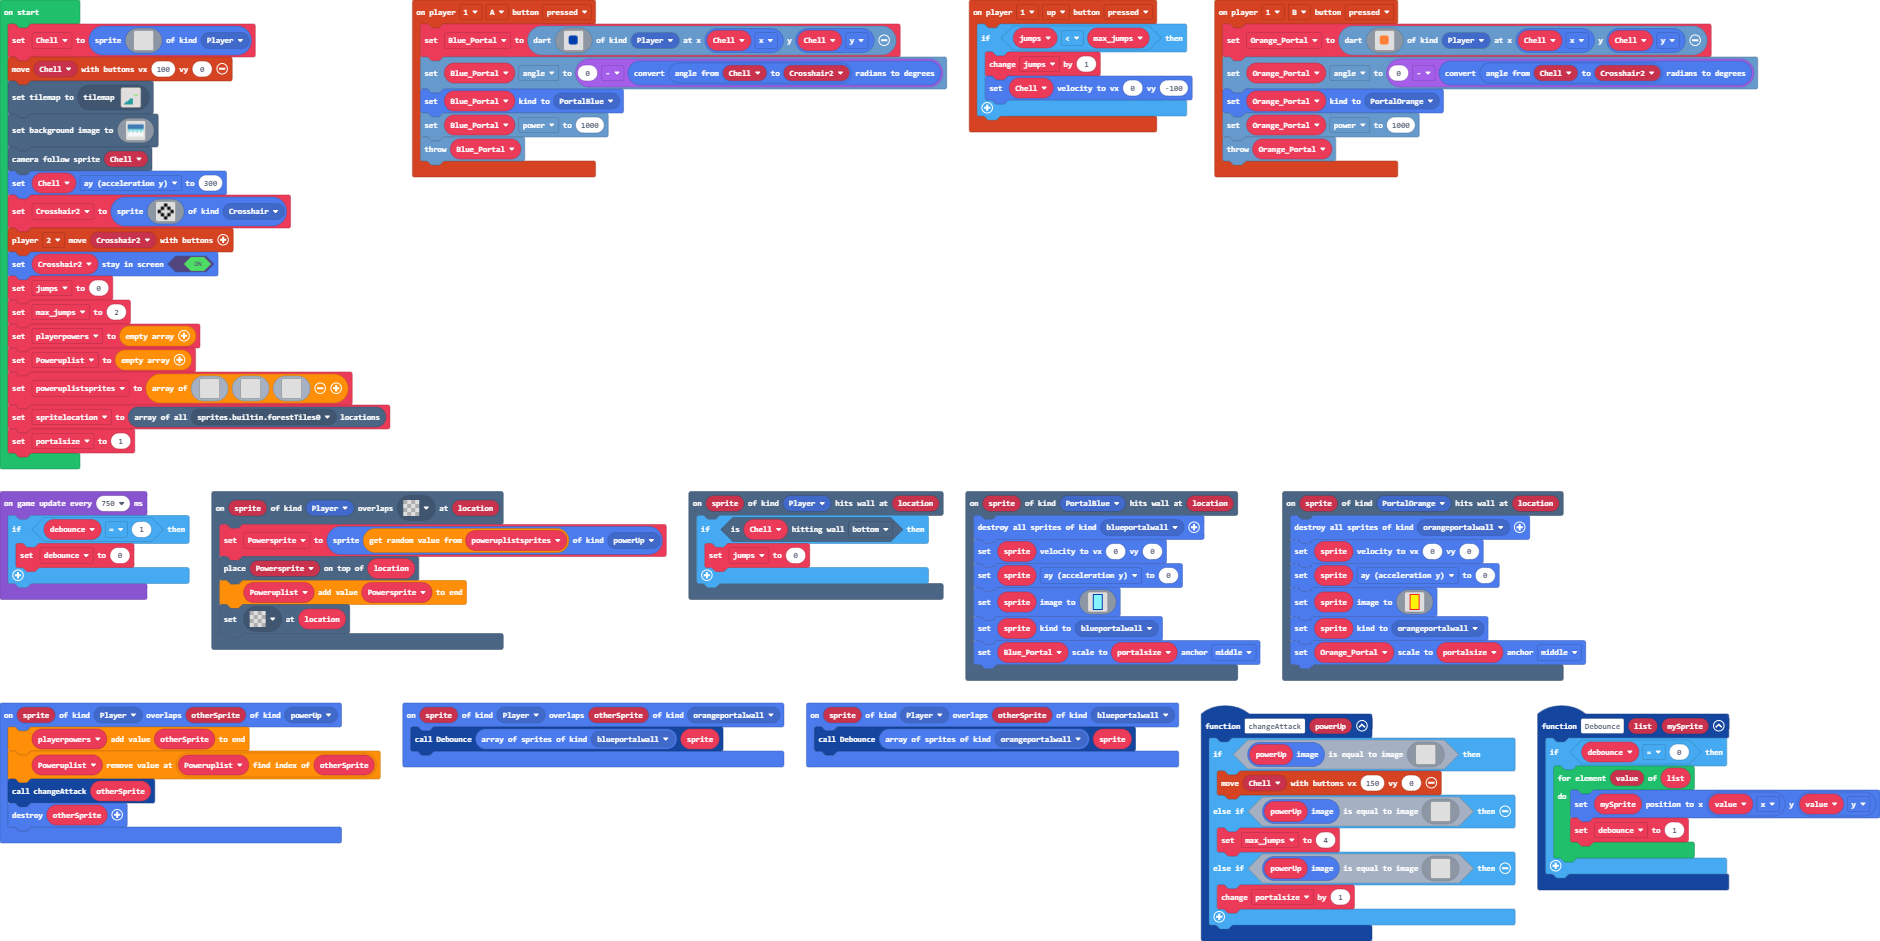 on start
set Chell to sprite of kind Player
move Chell with buttons vx 100 vy 0
set tilemap to tilemap
set background image to
camera follow sprite Chell
set Chell ay (acceleration y) to 300
set Crosshair2 to sprite of kind Crosshair
player 2 move Crosshair2 with buttons
set Crosshair2 stay in screen ON
set jumps to 0
set max_jumps to 2
set playerpowers to empty array
set Poweruplist to empty array
set poweruplistsprites to array of
set spritelocation to array of all sprites.builtin.forestTiles0 locations
set portalsize to 1
on player 1 A button pressed
set Blue_Portal to dart of kind Player at x Chell x y Chell y
set Blue_Portal angle to 0 - convert angle from Chell to Crosshair2 radians to degrees
set Blue_Portal kind to PortalBlue
set Blue_Portal power to 1000
throw Blue_Portal
on player 1 up button pressed
if jumps < max_jumps then
change jumps by 1
set Chell velocity to vx 0 vy -100
on player 1 B button pressed
set Orange_Portal to dart of kind Player at x Chell x y Chell y
set Orange_Portal angle to 0 - convert angle from Chell to Crosshair2 radians to degrees
set Orange_Portal kind to PortalOrange
set Orange_Portal power to 1000
throw Orange_Portal
on game update every 750 ms
if debounce = 1 then
set debounce to 0
on sprite of kind Player overlaps at location
set Powersprite to sprite get random value from poweruplistsprites of kind powerUp
place Powersprite on top of location
Poweruplist add value Powersprite to end
set at location
on sprite of kind Player hits wall at location
if is Chell hitting wall bottom then
set jumps to 0
on sprite of kind PortalBlue hits wall at location
destroy all sprites of kind blueportalwall
set sprite velocity to vx 0 vy 0
set sprite ay (acceleration y) to 0
set sprite image to
set sprite kind to blueportalwall
set Blue_Portal scale to portalsize anchor middle
on sprite of kind PortalOrange hits wall at location
destroy all sprites of kind orangeportalwall
set sprite velocity to vx 0 vy 0
set sprite ay (acceleration y) to 0
set sprite image to
set sprite kind to orangeportalwall
set Orange_Portal scale to portalsize anchor middle
on sprite of kind Player overlaps otherSprite of kind powerUp
playerpowers add value otherSprite to end
Poweruplist remove value at Poweruplist find index of otherSprite
call changeAttack otherSprite
destroy otherSprite
on sprite of kind Player overlaps otherSprite of kind orangeportalwall
call Debounce array of sprites of kind blueportalwall sprite
on sprite of kind Player overlaps otherSprite of kind blueportalwall
call Debounce array of sprites of kind orangeportalwall sprite
function changeAttack powerUp
if powerUp image is equal to image then
move Chell with buttons vx 150 vy 0
else if powerUp image is equal to image then
set max_jumps to 4
else if powerUp image is equal to image then
change portalsize by 1
function Debounce list mySprite
if debounce = 0 then
for element value of list
do set mySprite position to x value x y value y
set debounce to 1